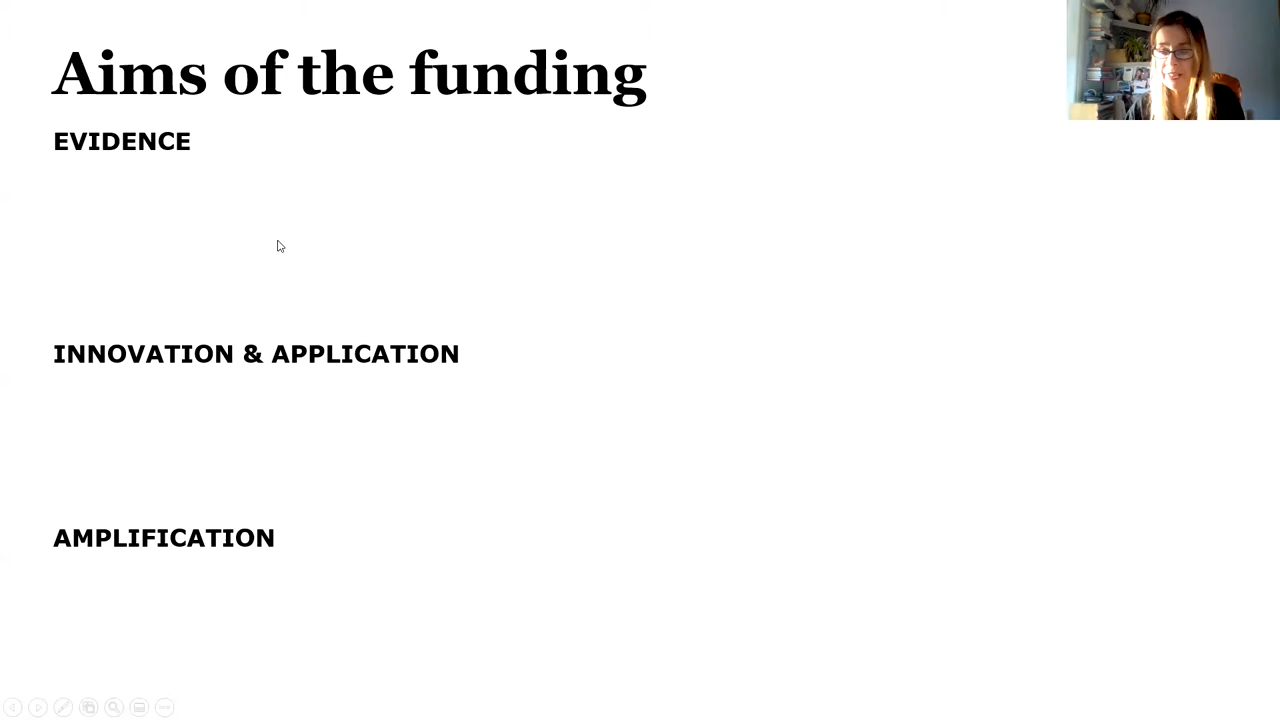 Aims of the funding
EVIDENCE
INNOVATION & APPLICATION
AMPLIFICATION